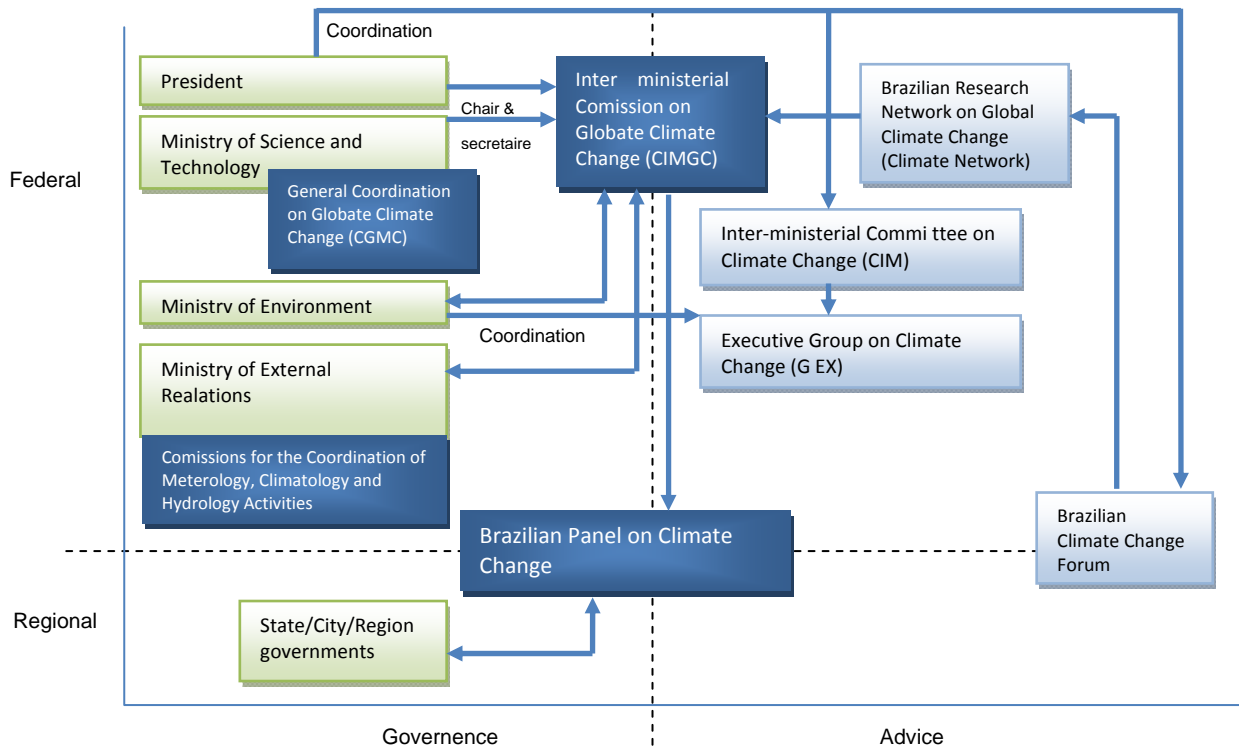 Coordination
President
Chair &
secretaire
Ministry of Science and
Technology
General Coordination
on Globate Climate
Change (CGMC)
Inter ministerial
Comission on
Globate Climate
Change (CIMGC)
Brazilian Research
Network on Global
Climate Change
(Climate Network)
Federal
Inter-ministerial Commi ttee on
Climate Change (CIM)
Ministry of Environment
Coordination
Executive Group on Climate
Change (G EX)
Ministry of External
Realations
Comissions for the Coordination of
Meterology, Climatology and
Hydrology Activities
Brazilian Panel on Climate
Change
Brazilian
Climate Change
Forum
Regional
State/City/Region
governments
Governence
Advice